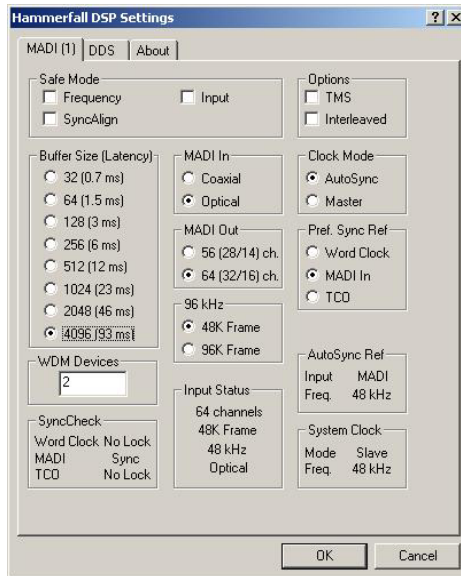 Hammerfall DSP Settings
MADI (1) DDS About
Safe Mode
Frequency Input
SyncAlign
Options
TMS
Interleaved
Buffer Size (Latency)
32 (0.7 ms)
64 (1.5 ms)
128 (3 ms)
256 (6 ms)
512 (12 ms)
1024 (23 ms)
2048 (46 ms)
4096 (93 ms)
MADI In
Coaxial
Optical
MADI Out
56 (28/14) ch.
64 (32/16) ch.
96 kHz
48K Frame
96K Frame
Clock Mode
AutoSync
Master
Pref. Sync Ref
Word Clock
MADI In
TCO
WDM Devices
2
SyncCheck
Word Clock No Lock
MADI Sync
TCO No Lock
Input Status
64 channels
48K Frame
48 kHz
Optical
AutoSync Ref
Input MADI
Freq. 48 kHz
System Clock
Mode Slave
Freq. 48 kHz
OK Cancel